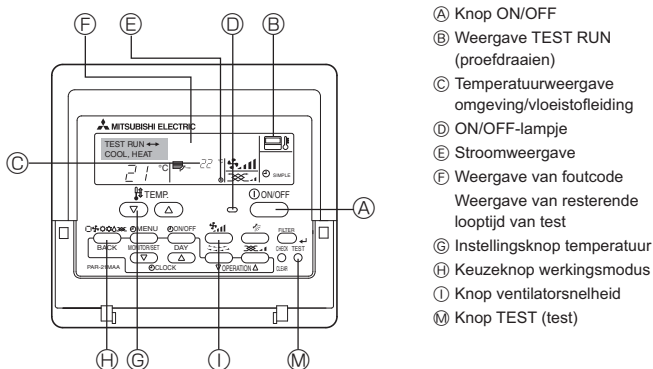 Ⓕ Ⓔ Ⓓ Ⓑ
MITSUBISHI ELECTRIC
TEST RUN
COOL, HEAT
21 °C
22 °
SIMPLE
TEMP.
ON/OFF
Ⓒ
Ⓐ
MENU ON/OFF FILTER
BACK MONITOR/SET DAY CHECK TEST
PAR-21MAA CLOCK OPERATION CLEAR
Ⓗ Ⓖ Ⓘ Ⓜ
Ⓐ Knop ON/OFF
Ⓑ Weergave TEST RUN
(proefdraaien)
Ⓒ Temperatuurweergave
omgeving/vloeistofleiding
Ⓓ ON/OFF-lampje
Ⓔ Stroomweergave
Ⓕ Weergave van foutcode
Weergave van resterende
looptijd van test
Ⓖ Instellingsknop temperatuur
Ⓗ Keuzeknop werkingsmodus
Ⓘ Knop ventilatorsnelheid
Ⓜ Knop TEST (test)